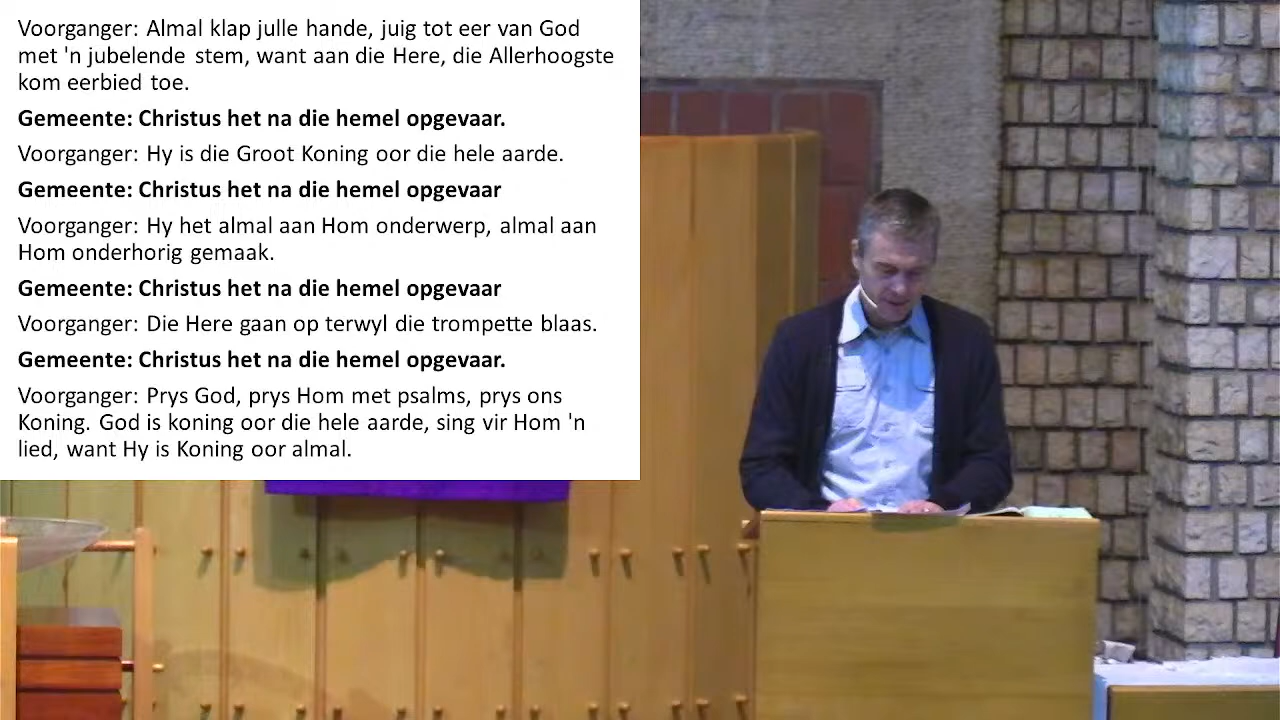 Voorganger: Almal klap julle hande, juig tot eer van God
met 'n jubelende stem, want aan die Here, die Allerhoogste
kom eerbied toe.
Gemeente: Christus het na die hemel opgevaar.
Voorganger: Hy is die Groot Koning oor die hele aarde.
Gemeente: Christus het na die hemel opgevaar
Voorganger: Hy het almal aan Hom onderwerp, almal aan
Hom onderhorig gemaak.
Gemeente: Christus het na die hemel opgevaar
Voorganger: Die Here gaan op terwyl die trompette blaas.
Gemeente: Christus het na die hemel opgevaar.
Voorganger: Prys God, prys Hom met psalms, prys ons
Koning. God is koning oor die hele aarde, sing vir Hom 'n
lied, want Hy is Koning oor almal.